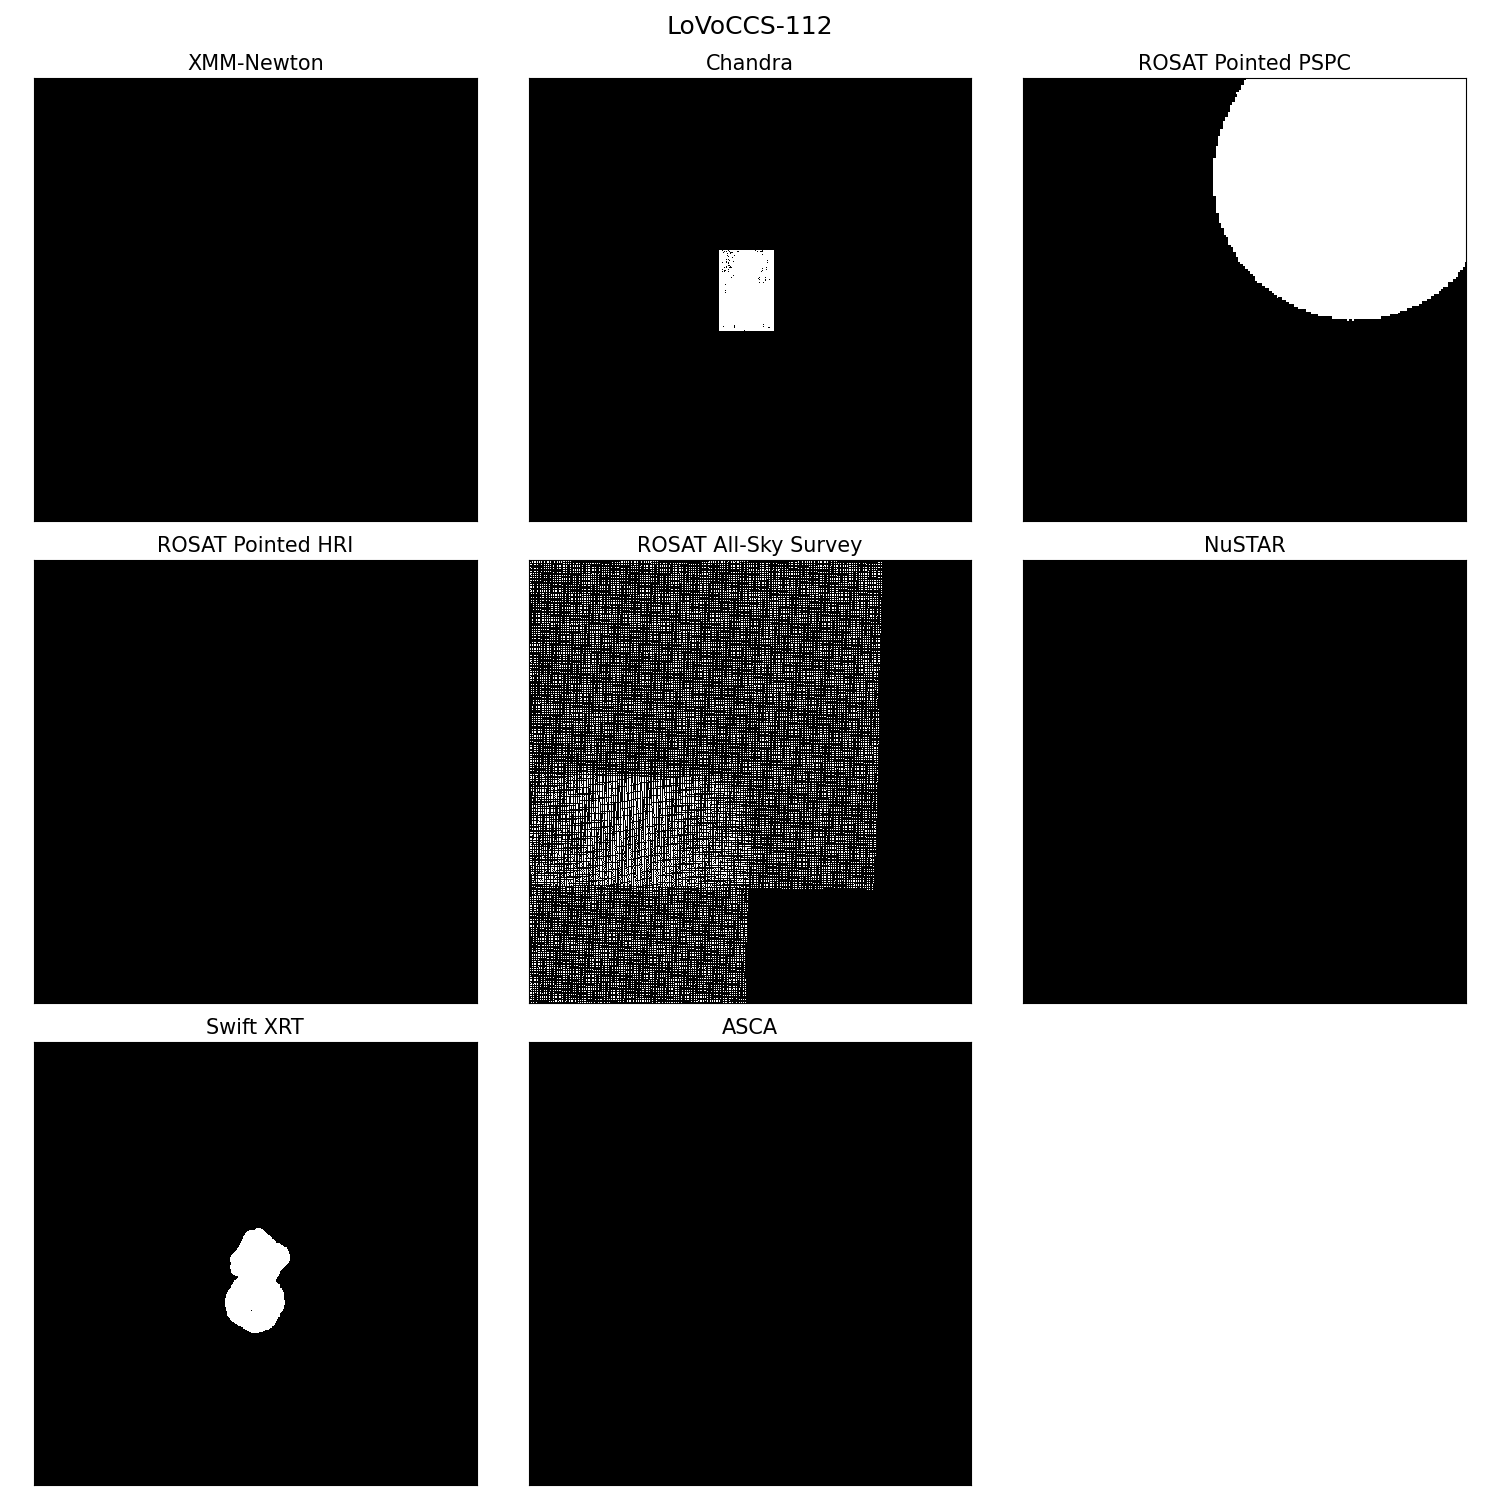 LoVoCCS-112
XMM-Newton
Chandra
ROSAT Pointed PSPC
ROSAT Pointed HRI
ROSAT All-Sky Survey
NuSTAR
Swift XRT
ASCA